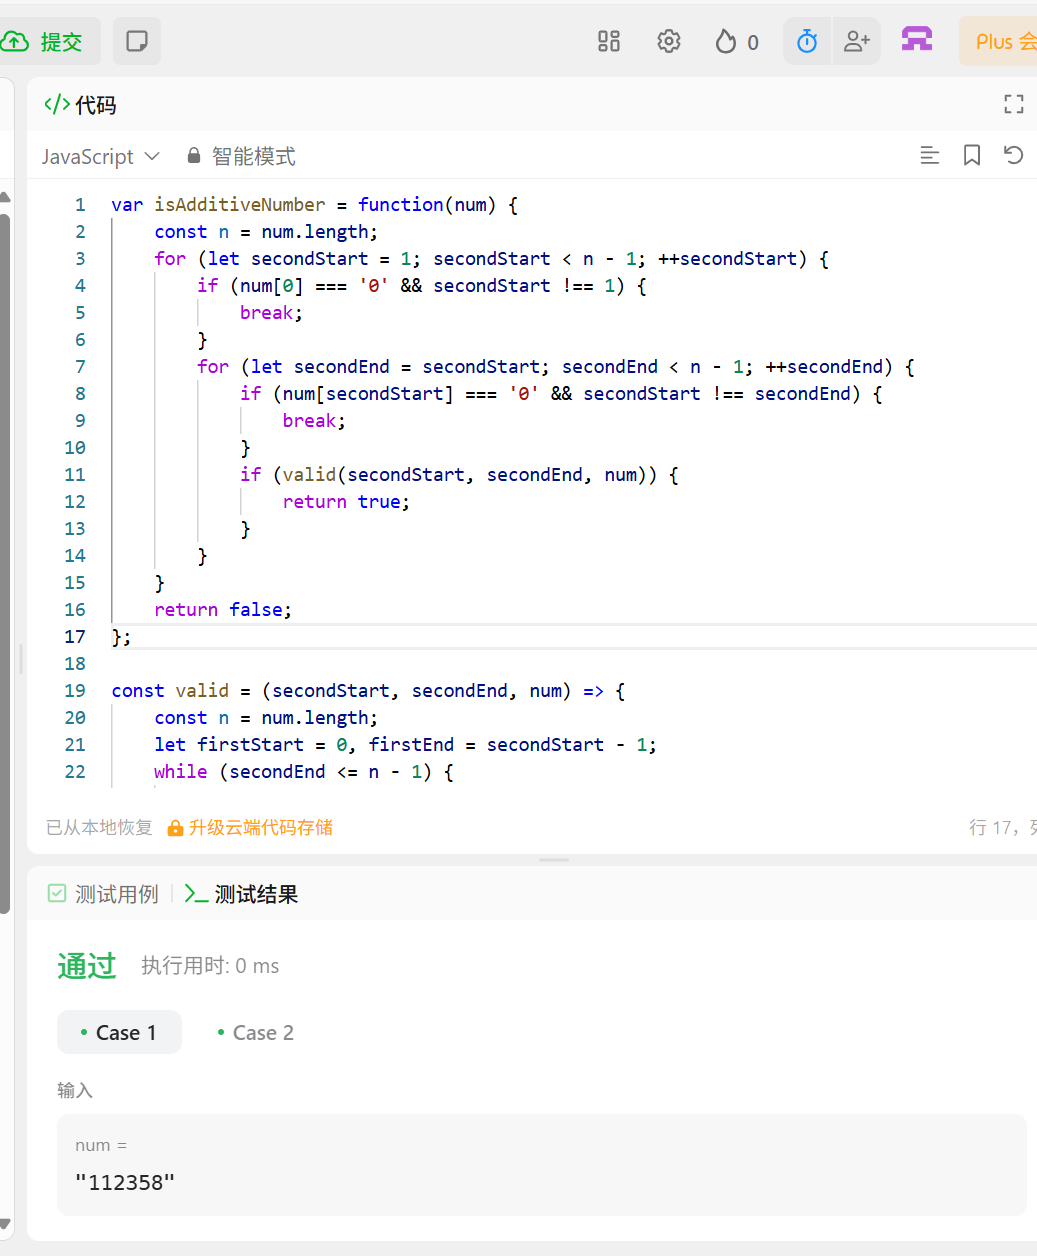 提交
0
Plus 会
</> 代码
JavaScript 智能模式
1 var isAdditiveNumber = function(num) {
2     const n = num.length;
3     for (let secondStart = 1; secondStart < n - 1; ++secondStart) {
4         if (num[0] === '0' && secondStart !== 1) {
5             break;
6         }
7         for (let secondEnd = secondStart; secondEnd < n - 1; ++secondEnd) {
8             if (num[secondStart] === '0' && secondStart !== secondEnd) {
9                 break;
10             }
11             if (valid(secondStart, secondEnd, num)) {
12                 return true;
13             }
14         }
15     }
16     return false;
17 };
18
19 const valid = (secondStart, secondEnd, num) => {
20     const n = num.length;
21     let firstStart = 0, firstEnd = secondStart - 1;
22     while (secondEnd <= n - 1) {
已从本地恢复 升级云端代码存储 行 17,
测试用例 测试结果
通过 执行用时: 0 ms
Case 1 Case 2
输入
num =
"112358"